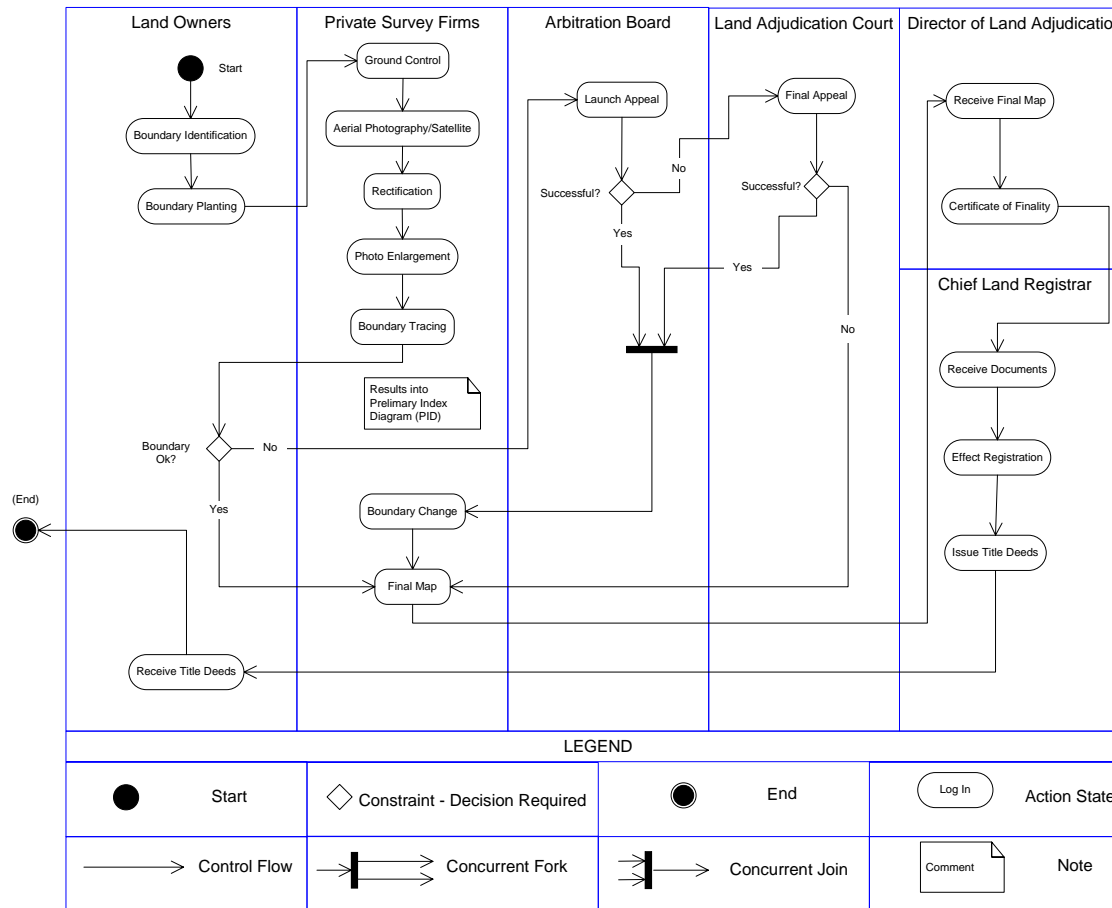 Land Owners
Private Survey Firms
Arbitration Board
Land Adjudication Court
Director of Land Adjudicatio
Start
Boundary Identification
Boundary Planting
Ground Control
Aerial Photography/Satellite
Rectification
Photo Enlargement
Boundary Tracing
Results into
Prelimary Index
Diagram (PID)
Boundary
Ok?
No
Yes
(End)
Boundary Change
Final Map
Receive Title Deeds
Launch Appeal
Successful?
No
Yes
Final Appeal
Successful?
Yes
No
Receive Final Map
Certificate of Finality
Chief Land Registrar
Receive Documents
Effect Registration
Issue Title Deeds
LEGEND
Start
Constraint - Decision Required
End
Log In
Action State
Control Flow
Concurrent Fork
Concurrent Join
Comment
Note